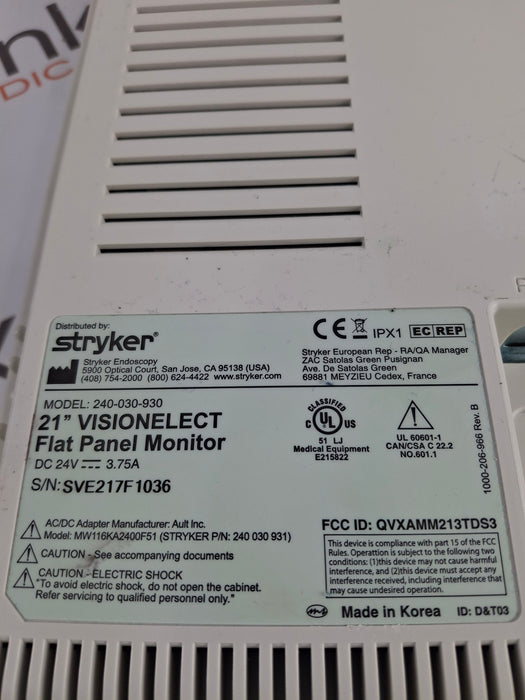 Distributed by:
stryker®
Stryker Endoscopy
5900 Optical Court, San Jose, CA 95138 (USA)
(408) 754-2000 (800) 624-4422 www.stryker.com
CE IPX1 EC REP
Stryker European Rep - RA/QA Manager
ZAC Satolas Green Pusignan
Ave. De Satolas Green
69881 MEYZIEU Cedex, France
MODEL: 240-030-930
21" VISIONELECT
Flat Panel Monitor
DC 24V 3.75A
S/N: SVE217F1036
CLASSIFIED
C UL US
51 LJ
Medical Equipment
E215822
UL 60601-1
CAN/CSA C 22.2
NO.601.1
1000-206-966 Rev. B
AC/DC Adapter Manufacturer: Ault Inc.
Model: MW116KA2400F51 (STRYKER P/N: 240 030 931)
CAUTION - See accompanying documents
CAUTION - ELECTRIC SHOCK
"To avoid electric shock, do not open the cabinet.
Refer servicing to qualified personnel only."
FCC ID: QVXAMM213TDS3
This device is compliance with part 15 of the FCC
Rules. Operattion is subject to the following two
conditions: (1)this device may not cause harmful
interference, and (2)this device must accept any
interference received, including interference that
may cause undesired operation.
Made in Korea ID: D&T03